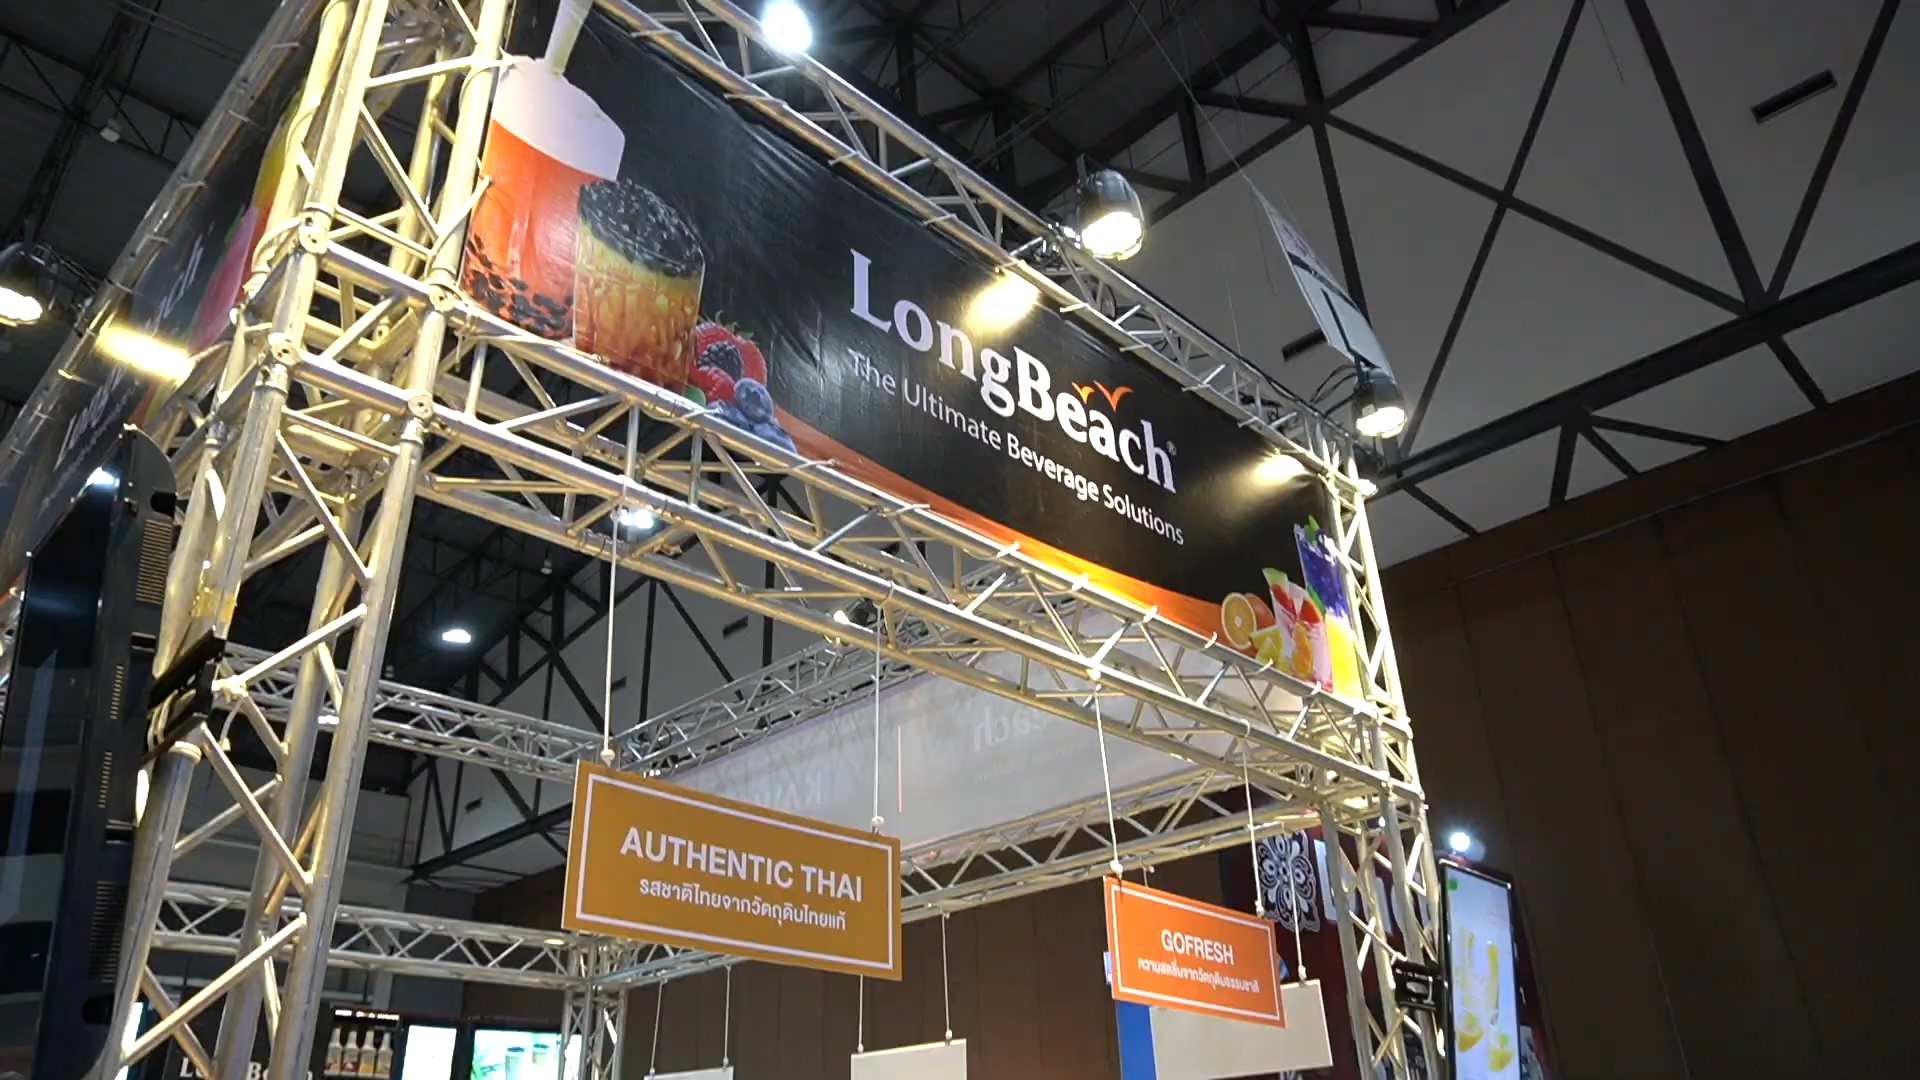 LongBeach®
The Ultimate Beverage Solutions
AUTHENTIC THAI
รสชาติไทยจากวัตถุดิบไทยแท้
GOFRESH
ความสดชื่นจากวัตถุดิบธรรมชาติ